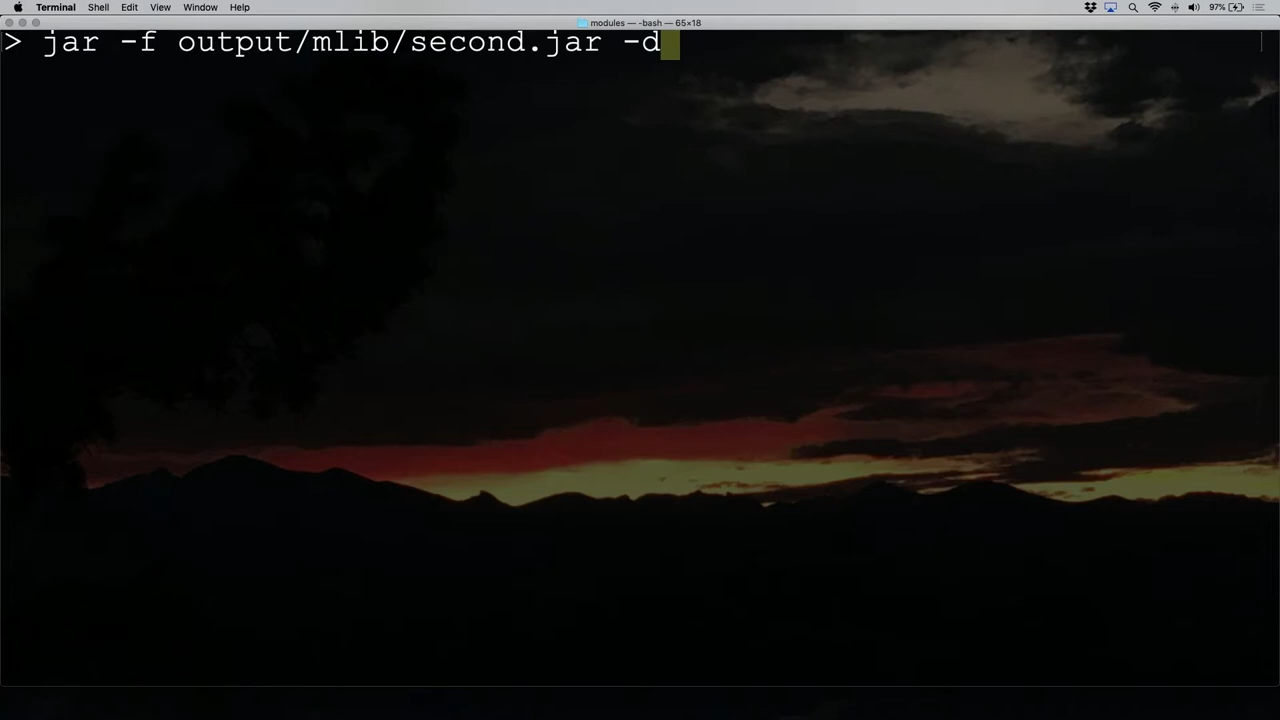 Terminal Shell Edit View Window Help 97%
modules — -bash — 65×18
> jar -f output/mlib/second.jar -d